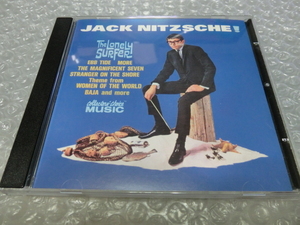 JACK NITZSCHE!
The Lonely Surfer!
EBB TIDE MORE
THE MAGNIFICENT SEVEN
STRANGER ON THE SHORE
Theme from
WOMEN OF THE WORLD
BAJA and more
collectors' choice
MUSIC